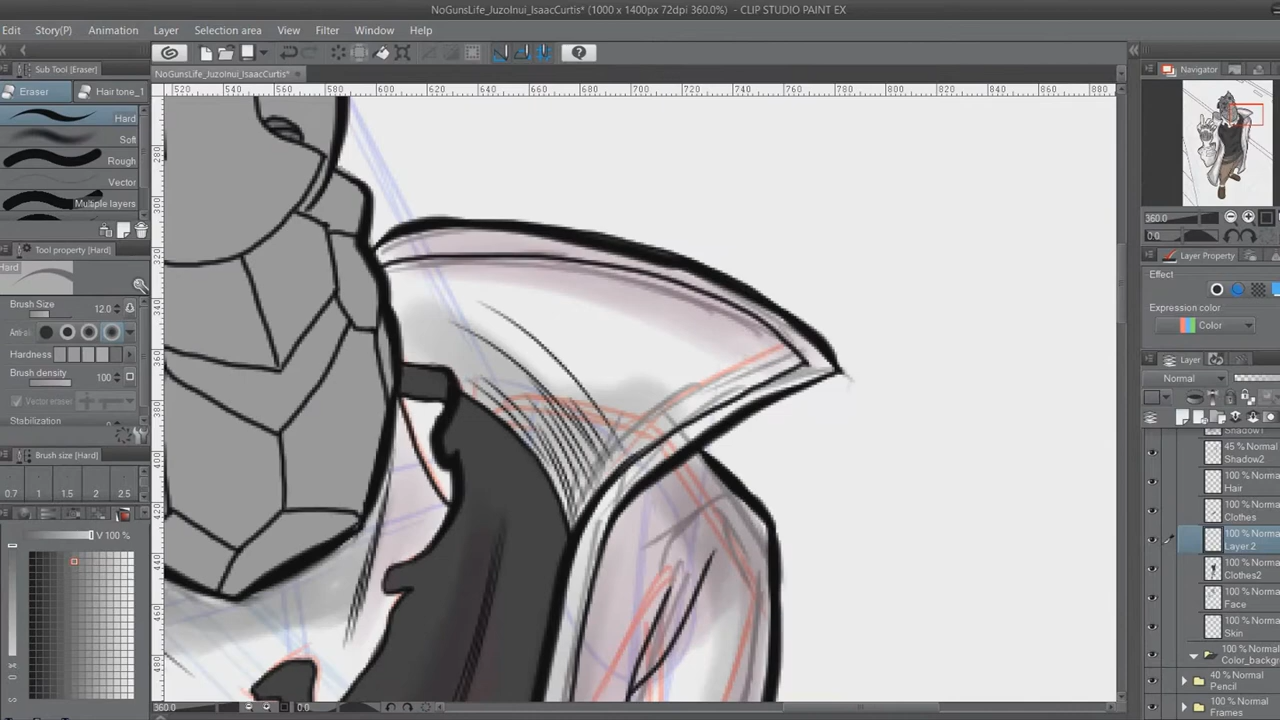 NoGunsLife_JuzoInui_IsaacCurtis* (1000 x 1400px 72dpi 360.0%) - CLIP STUDIO PAINT EX
Edit Story(P) Animation Layer Selection area View Filter Window Help
Sub Tool [Eraser]
NoGunsLife_JuzoInui_IsaacCurtis*
Navigator
Eraser
Hair tone_1
520 540 560 580 600 620 640 660 680 700 720 740 760 780 800 820 840 860 880
Hard
Soft
Rough
Vector
Multiple layers
Tool property [Hard]
Hard
Brush Size 12.0
Hardness
Brush density 100
Vector eraser
Stabilization
Brush size [Hard]
0.7 1 1.5 2 2.5
V 100 %
280
300
320
340
360
380
400
420
440
460
480
360.0 0.0
360.0
0.0
Layer Property
Effect
Expression color
Color
Layer
Normal
Shadow1
45 % Normal
Shadow2
100 % Normal
Hair
100 % Normal
Clothes
100 % Normal
Layer 2
100 % Normal
Clothes2
100 % Normal
Face
100 % Normal
Skin
100 % Normal
Color_backg
40 % Normal
Pencil
100 % Normal
Frames